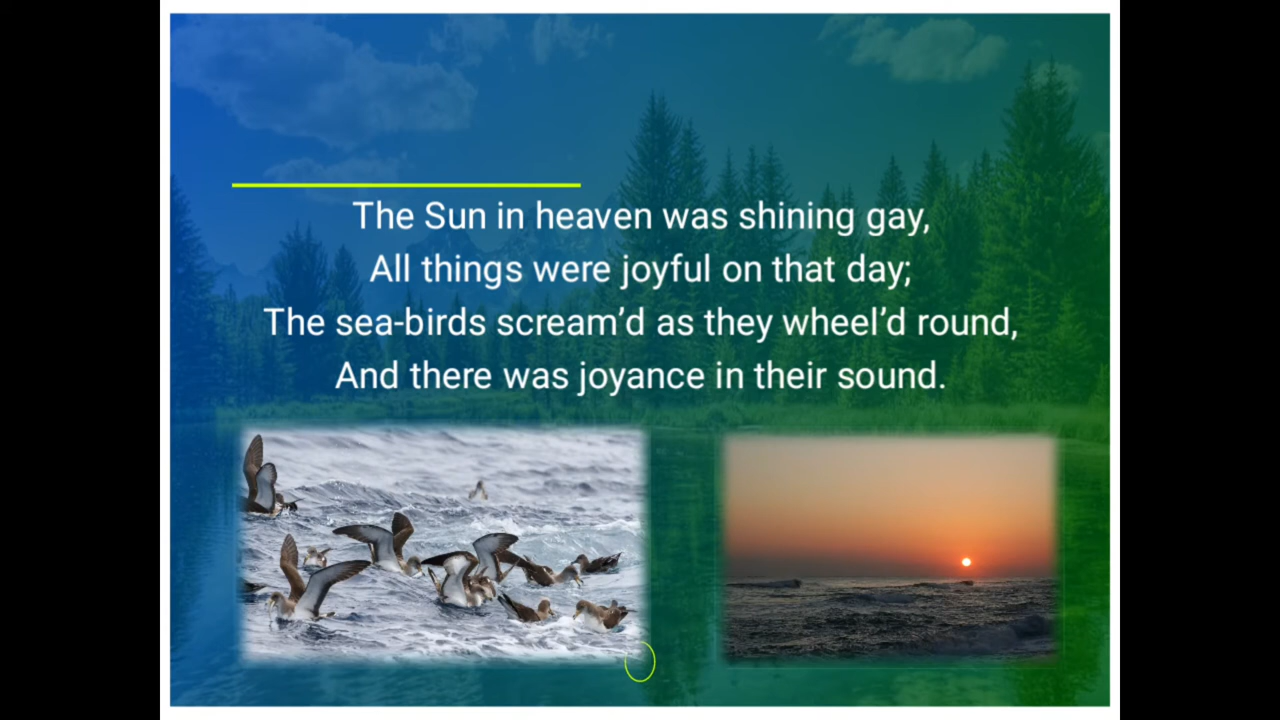 The Sun in heaven was shining gay,
All things were joyful on that day;
The sea-birds scream’d as they wheel’d round,
And there was joyance in their sound.